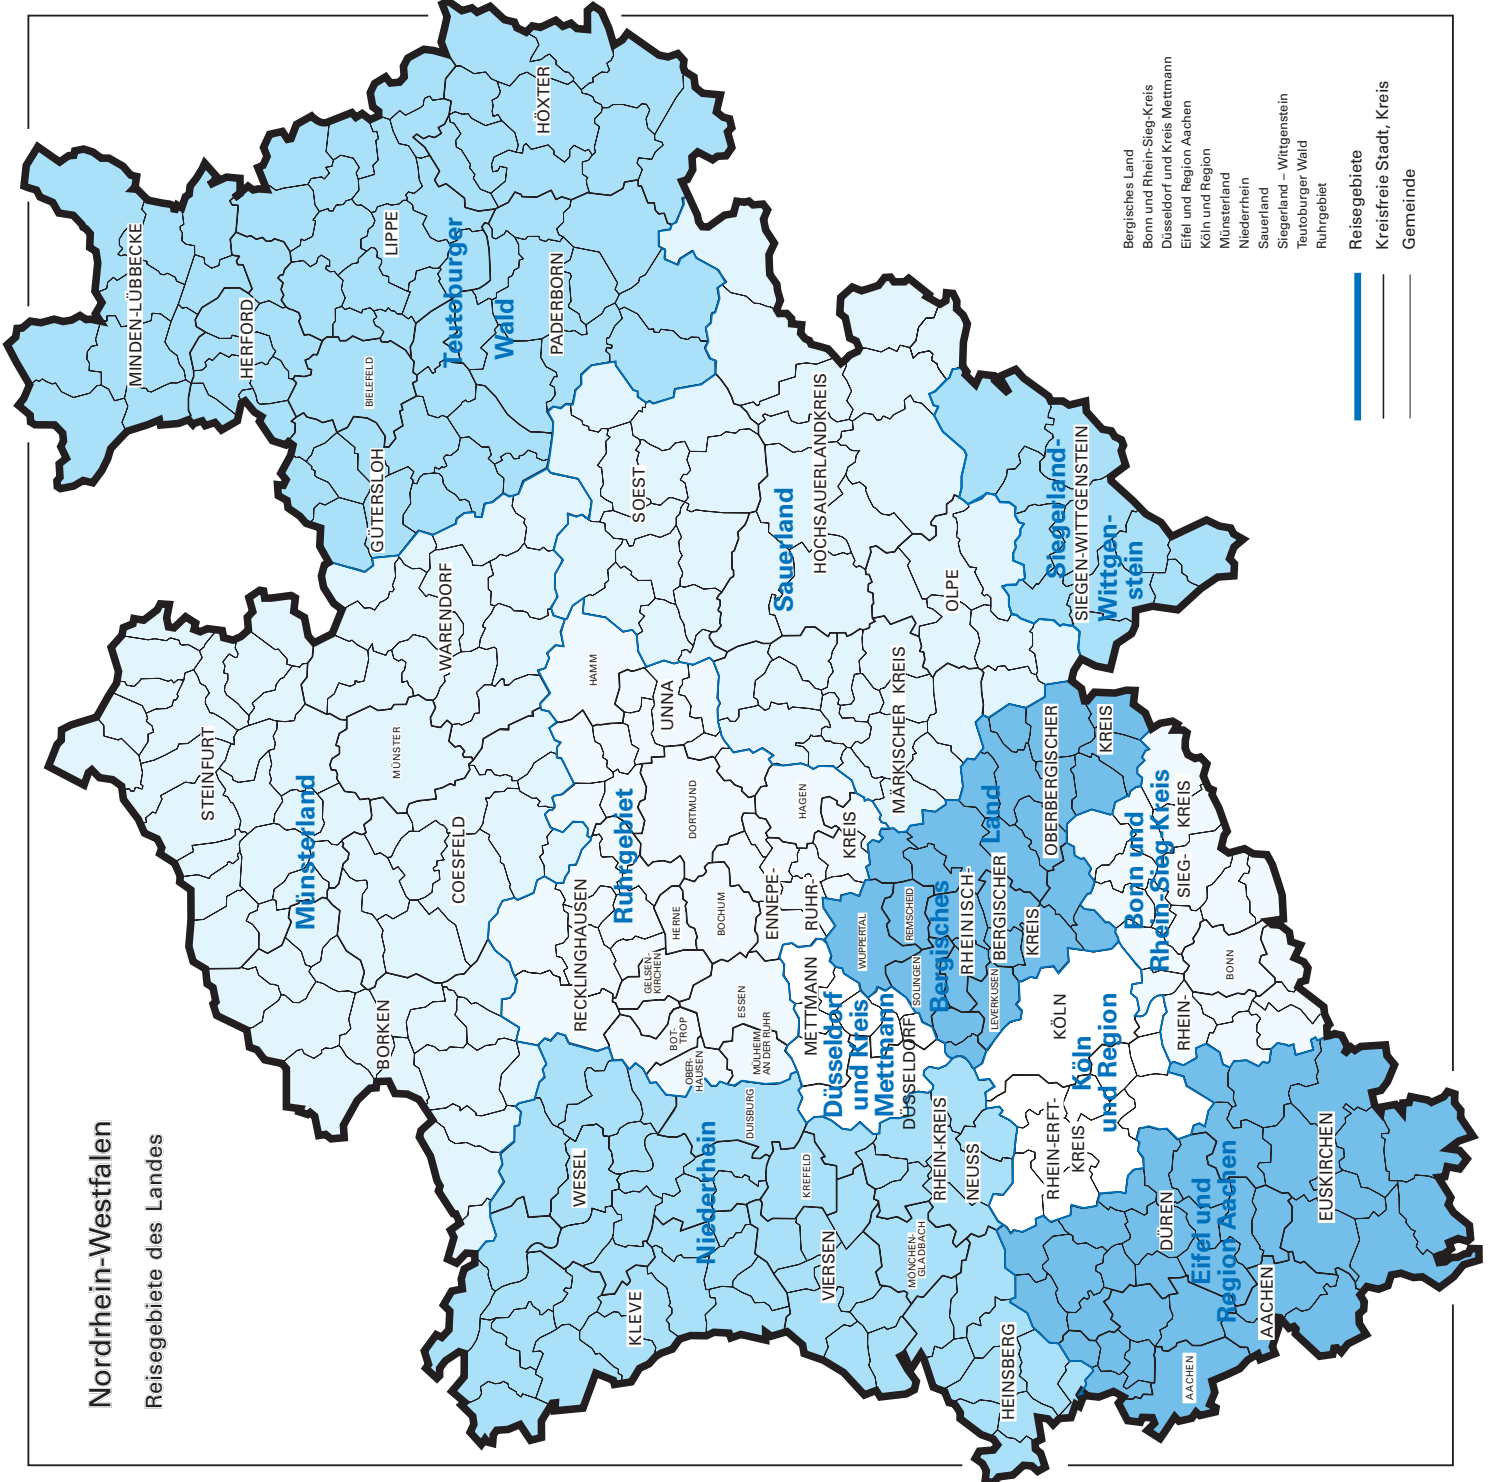 Nordrhein-Westfalen
Reisegebiete des Landes
STEINFURT
Münsterland
MÜNSTER
BORKEN
COESFELD
WARENDORF
MINDEN-LÜBBECKE
HERFORD
BIELEFELD
GÜTERSLOH
LIPPE
Teutoburger
Wald
HÖXTER
PADERBORN
KLEVE
WESEL
Niederrhein
DUISBURG
KREFELD
VIERSEN
MÖNCHEN-
GLADBACH
RHEIN-KREIS
NEUSS
HEINSBERG
RECKLINGHAUSEN
Ruhrgebiet
BOT-
TROP
OBER-
HAUSEN
GELSEN-
KIRCHEN
HERNE
ESSEN
MÜLHEIM
AN DER RUHR
BOCHUM
DORTMUND
HAMM
UNNA
HAGEN
ENNEPE-
RUHR-
KREIS
SOEST
Sauerland
HOCHSAUERLANDKREIS
MÄRKISCHER KREIS
OLPE
METTMANN
Düsseldorf
und Kreis
Mettmann
DÜSSELDORF
WUPPERTAL
REMSCHEID
SOLINGEN
Bergisches
Land
RHEINISCH-
BERGISCHER
KREIS
LEVERKUSEN
OBERBERGISCHER
KREIS
Siegerland-
SIEGEN-WITTGENSTEIN
Wittgen-
stein
KÖLN
Köln
und Region
RHEIN-ERFT-
KREIS
Bonn und
Rhein-Sieg-Kreis
RHEIN-
SIEG-
KREIS
BONN
DÜREN
Eifel und
Region Aachen
AACHEN
AACHEN
EUSKIRCHEN
Bergisches Land
Bonn und Rhein-Sieg-Kreis
Düsseldorf und Kreis Mettmann
Eifel und Region Aachen
Köln und Region
Münsterland
Niederrhein
Sauerland
Siegerland – Wittgenstein
Teutoburger Wald
Ruhrgebiet
Reisegebiete
Kreisfreie Stadt, Kreis
Gemeinde